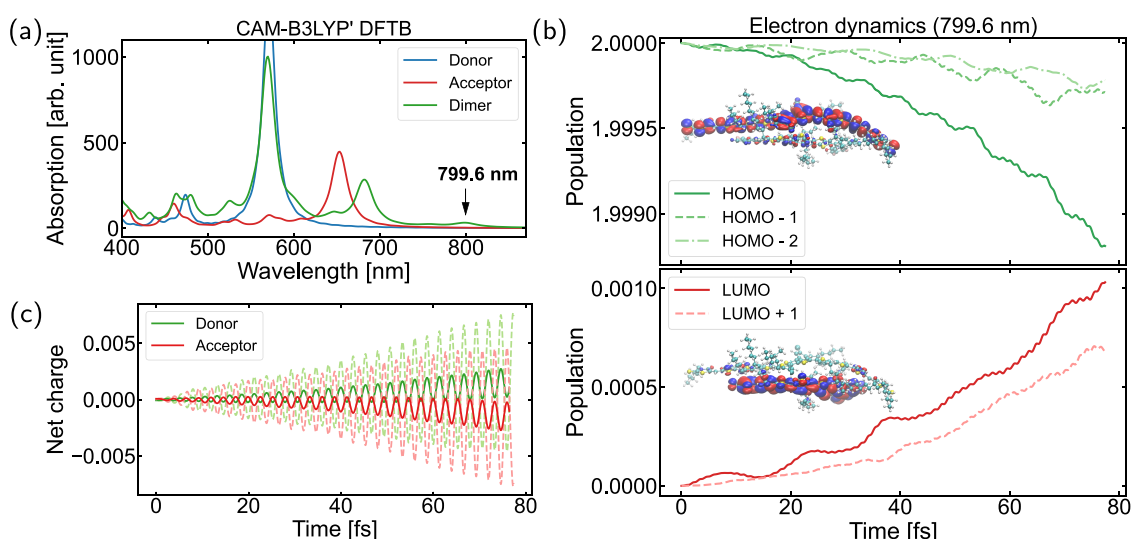 (a)
CAM-B3LYP' DFTB
Absorption [arb. unit]
1000
500
0
Donor
Acceptor
Dimer
799.6 nm
400 500 600 700 800
Wavelength [nm]
(b)
Electron dynamics (799.6 nm)
Population
2.0000
1.9995
1.9990
HOMO
HOMO - 1
HOMO - 2
Population
0.0010
0.0005
0.0000
LUMO
LUMO + 1
0 20 40 60 80
Time [fs]
(c)
Net charge
0.005
0.000
−0.005
Donor
Acceptor
0 20 40 60 80
Time [fs]